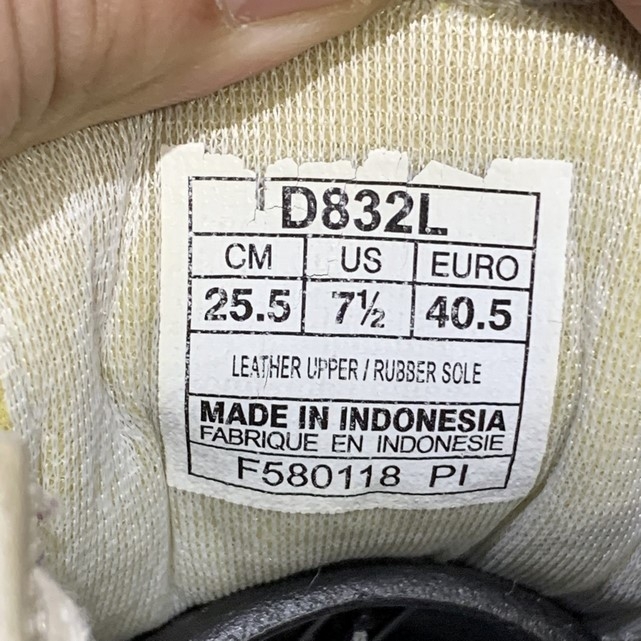 D832L
CM US EURO
25.5 7½ 40.5
LEATHER UPPER / RUBBER SOLE
MADE IN INDONESIA
FABRIQUE EN INDONESIE
F580118 PI